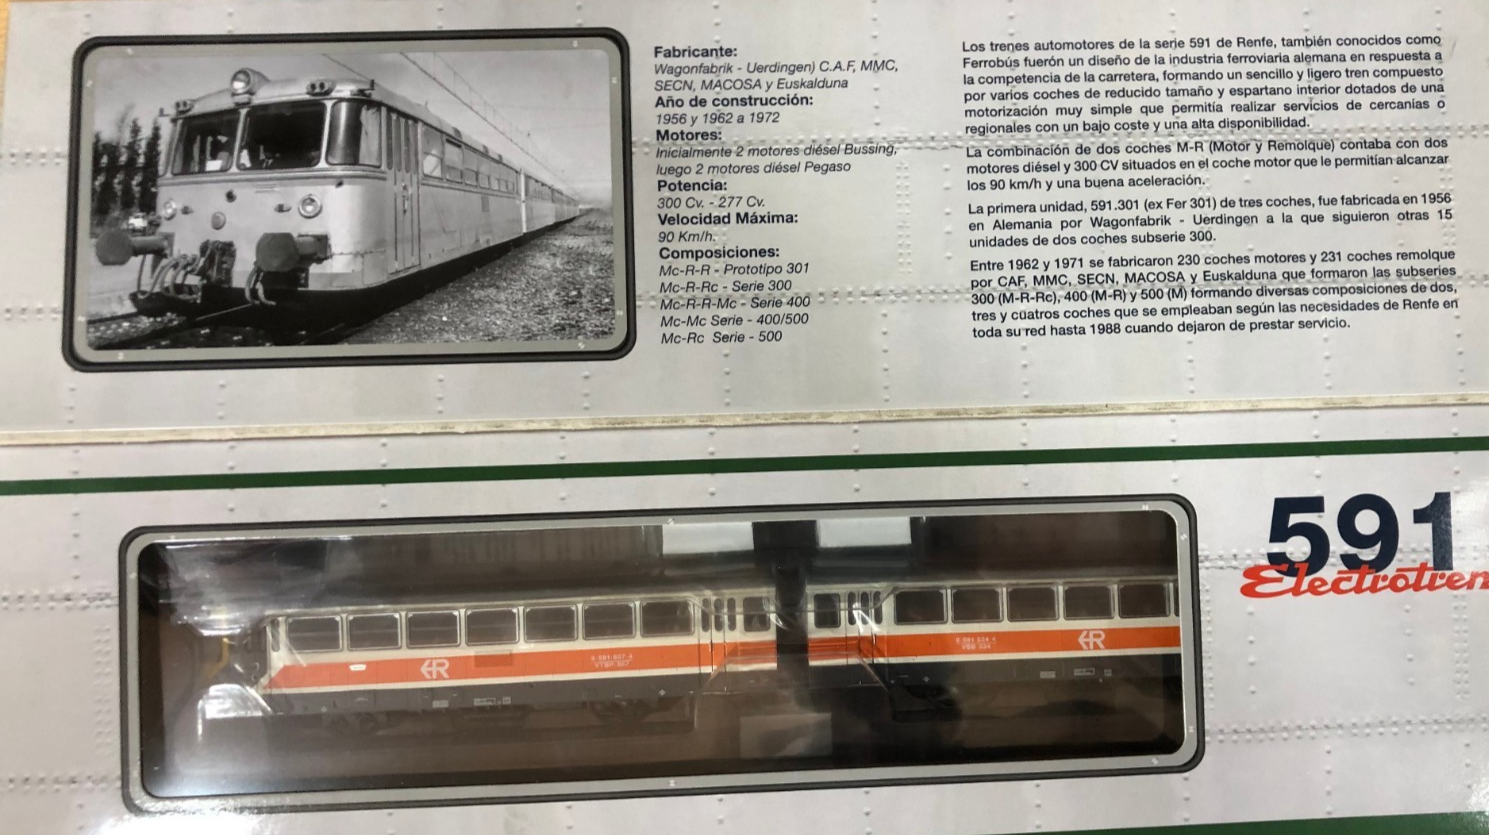 Fabricante:
Wagonfabrik - Uerdingen) C.A.F, MMC,
SECN, MACOSA y Euskalduna
Año de construcción:
1956 y 1962 a 1972
Motores:
Inicialmente 2 motores diésel Bussing,
luego 2 motores diésel Pegaso
Potencia:
300 Cv. - 277 Cv.
Velocidad Máxima:
90 Km/h.
Composiciones:
Mc-R-R - Prototipo 301
Mc-R-Rc - Serie 300
Mc-R-R-Mc - Serie 400
Mc-Mc Serie - 400/500
Mc-Rc Serie - 500
Los trenes automotores de la serie 591 de Renfe, también conocidos como
Ferrobús fuerón un diseño de la industria ferroviaria alemana en respuesta a
la competencia de la carretera, formando un sencillo y ligero tren compuesto
por varios coches de reducido tamaño y espartano interior dotados de una
motorización muy simple que permitía realizar servicios de cercanías o
regionales con un bajo coste y una alta disponibilidad.
La combinación de dos coches M-R (Motor y Remolque) contaba con dos
motores diésel y 300 CV situados en el coche motor que le permitían alcanzar
los 90 km/h y una buena aceleración.
La primera unidad, 591.301 (ex Fer 301) de tres coches, fue fabricada en 1956
en Alemania por Wagonfabrik - Uerdingen a la que siguieron otras 15
unidades de dos coches subserie 300.
Entre 1962 y 1971 se fabricaron 230 coches motores y 231 coches remolque
por CAF, MMC, SECN, MACOSA y Euskalduna que formaron las subseries
300 (M-R-Rc), 400 (M-R) y 500 (M) formando diversas composiciones de dos,
tres y cuatros coches que se empleaban según las necesidades de Renfe en
toda su red hasta 1988 cuando dejaron de prestar servicio.
591
Electrotren